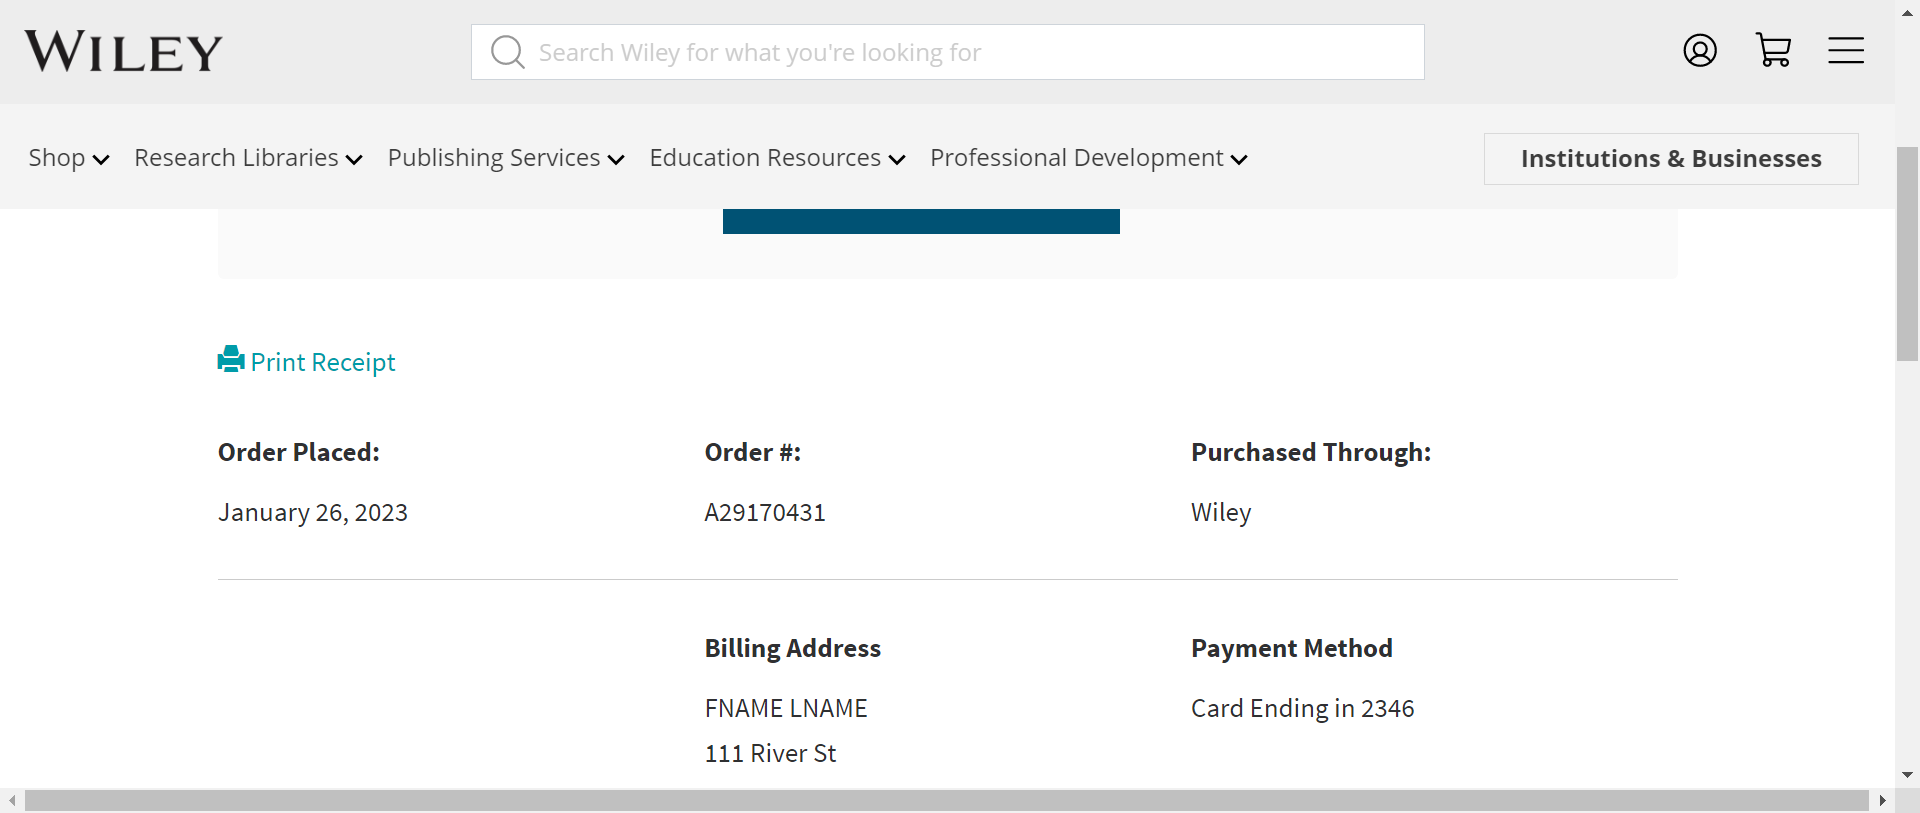 WILEY
Search Wiley for what you're looking for
Shop Research Libraries Publishing Services Education Resources Professional Development Institutions & Businesses
Print Receipt
Order Placed: Order #: Purchased Through:
January 26, 2023 A29170431 Wiley
Billing Address Payment Method
FNAME LNAME Card Ending in 2346
111 River St